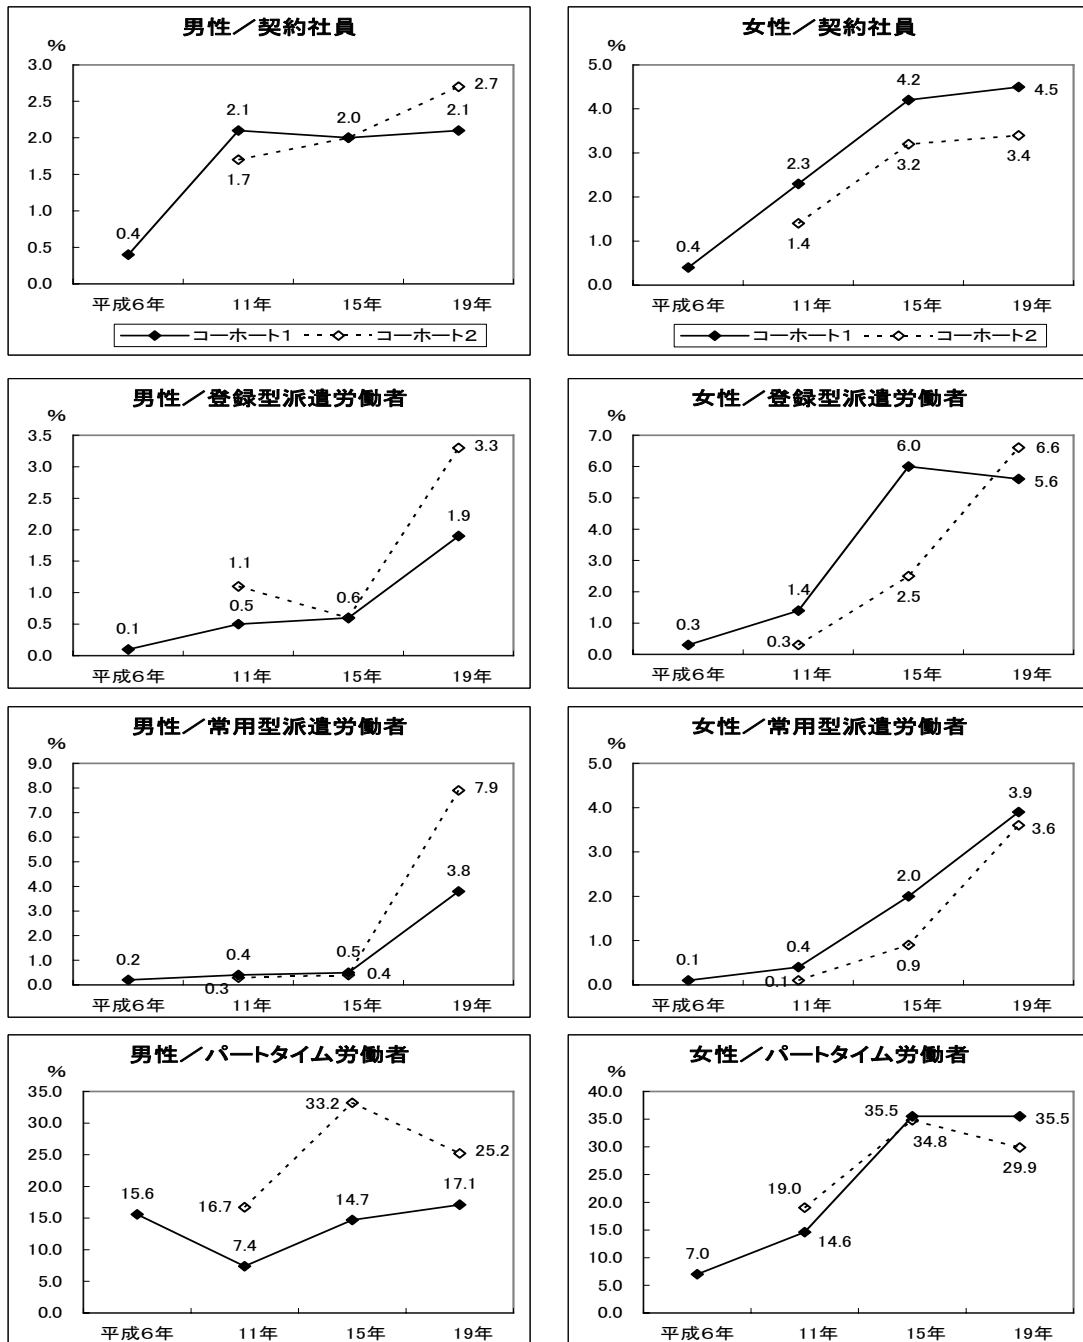 男性／契約社員
%
3.0
2.5
2.0
1.5
1.0
0.5
0.0
0.4
2.1
1.7
2.0
2.7
2.1
平成６年
11年
15年
19年
コーホート1
コーホート2
女性／契約社員
%
5.0
4.0
3.0
2.0
1.0
0.0
0.4
2.3
1.4
4.2
3.2
4.5
3.4
平成６年
11年
15年
19年
コーホート1
コーホート2
男性／登録型派遣労働者
%
3.5
3.0
2.5
2.0
1.5
1.0
0.5
0.0
0.1
1.1
0.5
0.6
3.3
1.9
平成６年
11年
15年
19年
女性／登録型派遣労働者
%
7.0
6.0
5.0
4.0
3.0
2.0
1.0
0.0
0.3
1.4
0.3
6.0
2.5
6.6
5.6
平成６年
11年
15年
19年
男性／常用型派遣労働者
%
9.0
8.0
7.0
6.0
5.0
4.0
3.0
2.0
1.0
0.0
0.2
0.4
0.3
0.5
0.4
7.9
3.8
平成６年
11年
15年
19年
女性／常用型派遣労働者
%
5.0
4.0
3.0
2.0
1.0
0.0
0.1
0.4
0.1
2.0
0.9
3.9
3.6
平成６年
11年
15年
19年
男性／パートタイム労働者
%
35.0
30.0
25.0
20.0
15.0
10.0
5.0
0.0
15.6
16.7
7.4
33.2
14.7
25.2
17.1
平成６年
11年
15年
19年
女性／パートタイム労働者
%
40.0
35.0
30.0
25.0
20.0
15.0
10.0
5.0
0.0
7.0
19.0
14.6
35.5
34.8
35.5
29.9
平成６年
11年
15年
19年